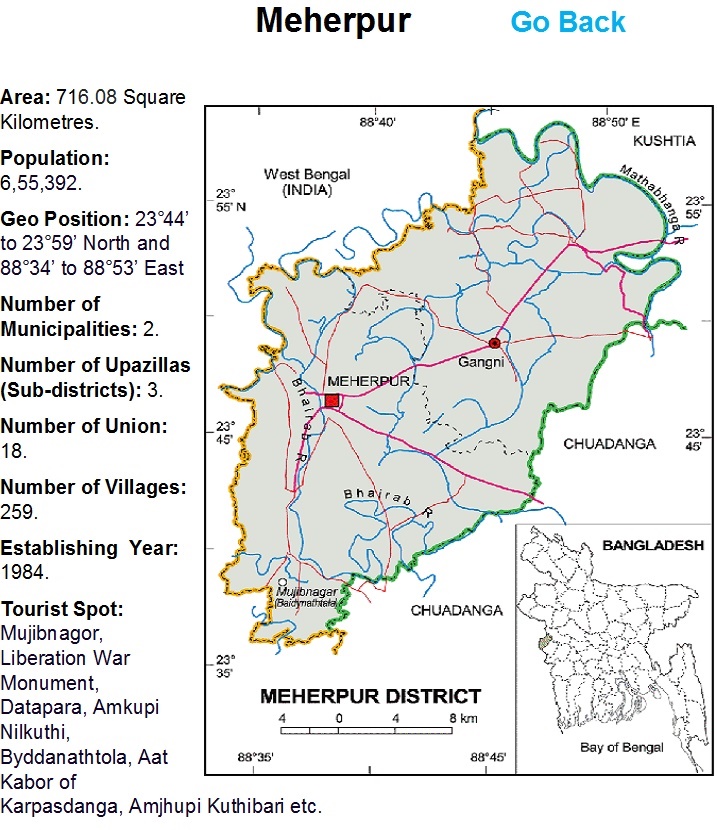 Meherpur
Go Back
Area: 716.08 Square
Kilometres.
Population:
6,55,392.
Geo Position: 23°44’
to 23°59’ North and
88°34’ to 88°53’ East
Number of
Municipalities: 2.
Number of Upazillas
(Sub-districts): 3.
Number of Union:
18.
Number of Villages:
259.
Establishing Year:
1984.
Tourist Spot:
Mujibnagor,
Liberation War
Monument,
Datapara, Amkupi
Nilkuthi,
Byddanathtola, Aat
Kabor of
Karpasdanga, Amjhupi Kuthibari etc.
88°40'
88°50' E
KUSHTIA
West Bengal
(INDIA)
Mathabhanga R
23°
55' N
23°
55'
Gangni
MEHERPUR
Bhairab R
23°
45'
23°
45'
CHUADANGA
Bhairab R
Mujibnagar
(Baidynathtala)
CHUADANGA
23°
35'
MEHERPUR DISTRICT
4 0 4 8 km
88°35'
88°45'
BANGLADESH
Bay of Bengal